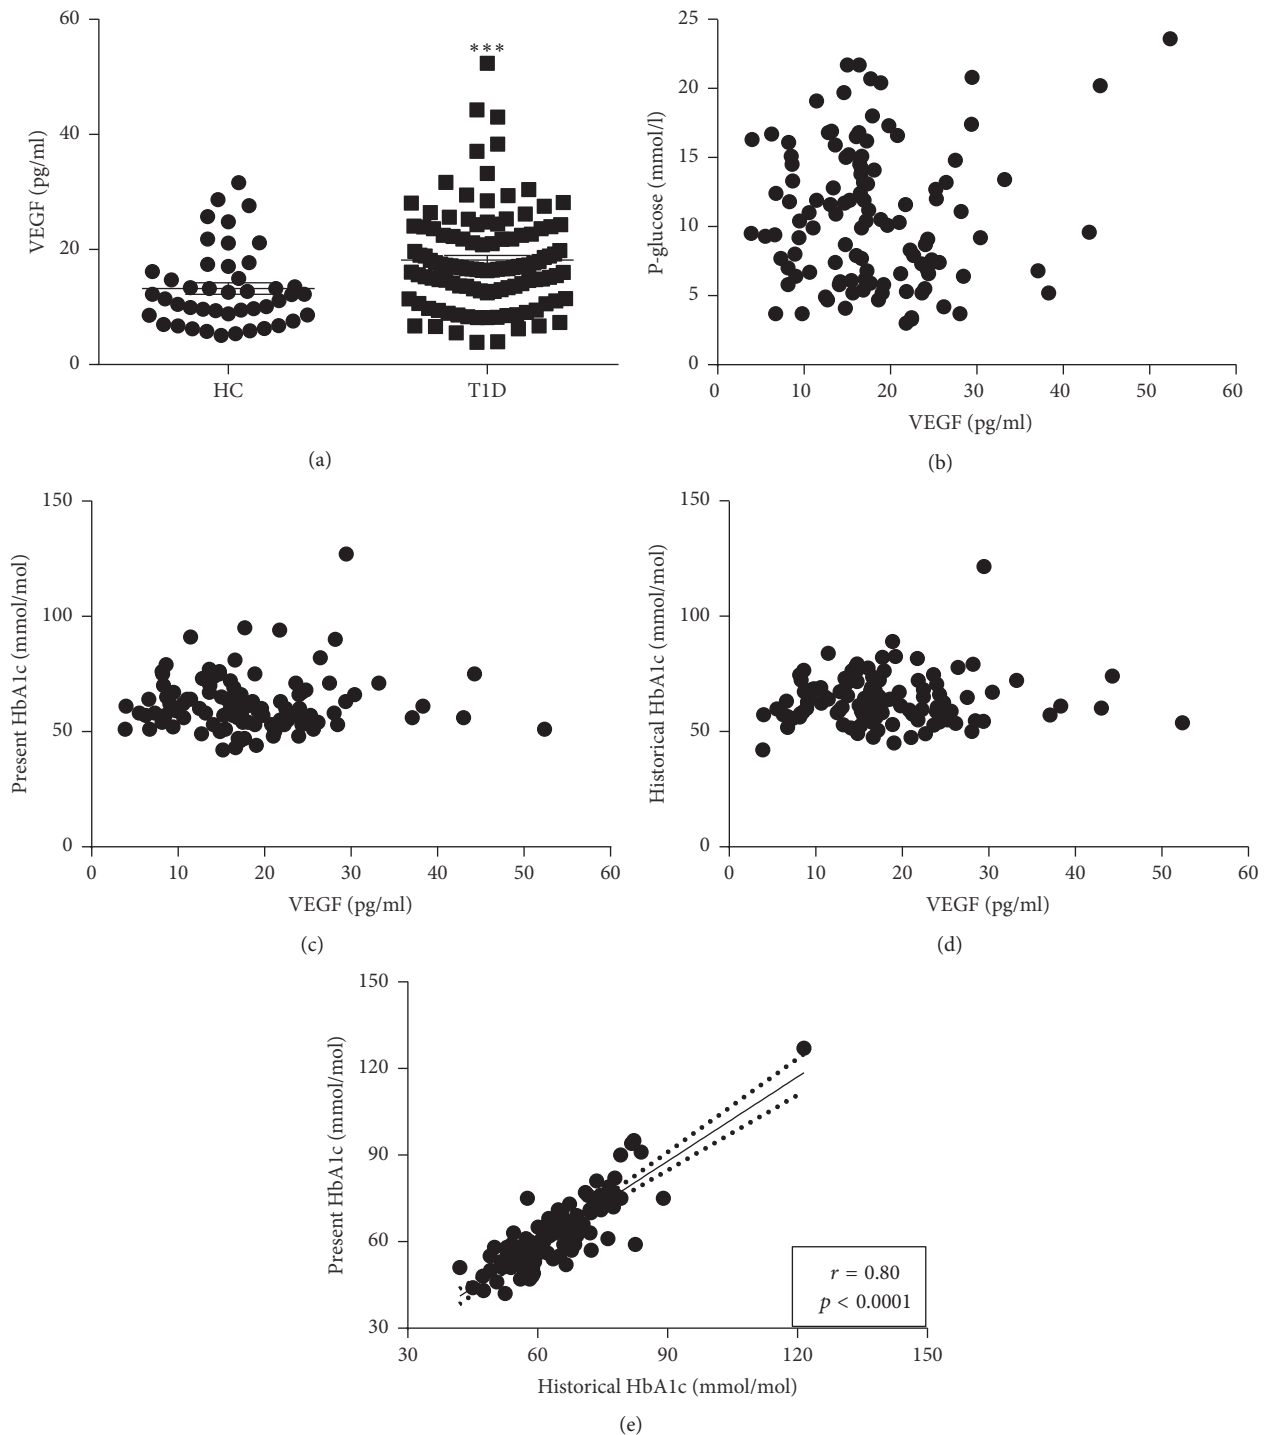 60
40
20
0
VEGF (pg/ml)
***
HC
T1D
(a)
25
20
15
10
5
0
P-glucose (mmol/l)
0 10 20 30 40 50 60
VEGF (pg/ml)
(b)
150
100
50
0
Present HbA1c (mmol/mol)
0 10 20 30 40 50 60
VEGF (pg/ml)
(c)
150
100
50
0
Historical HbA1c (mmol/mol)
0 10 20 30 40 50 60
VEGF (pg/ml)
(d)
150
120
90
60
30
Present HbA1c (mmol/mol)
r = 0.80
p < 0.0001
30 60 90 120 150
Historical HbA1c (mmol/mol)
(e)